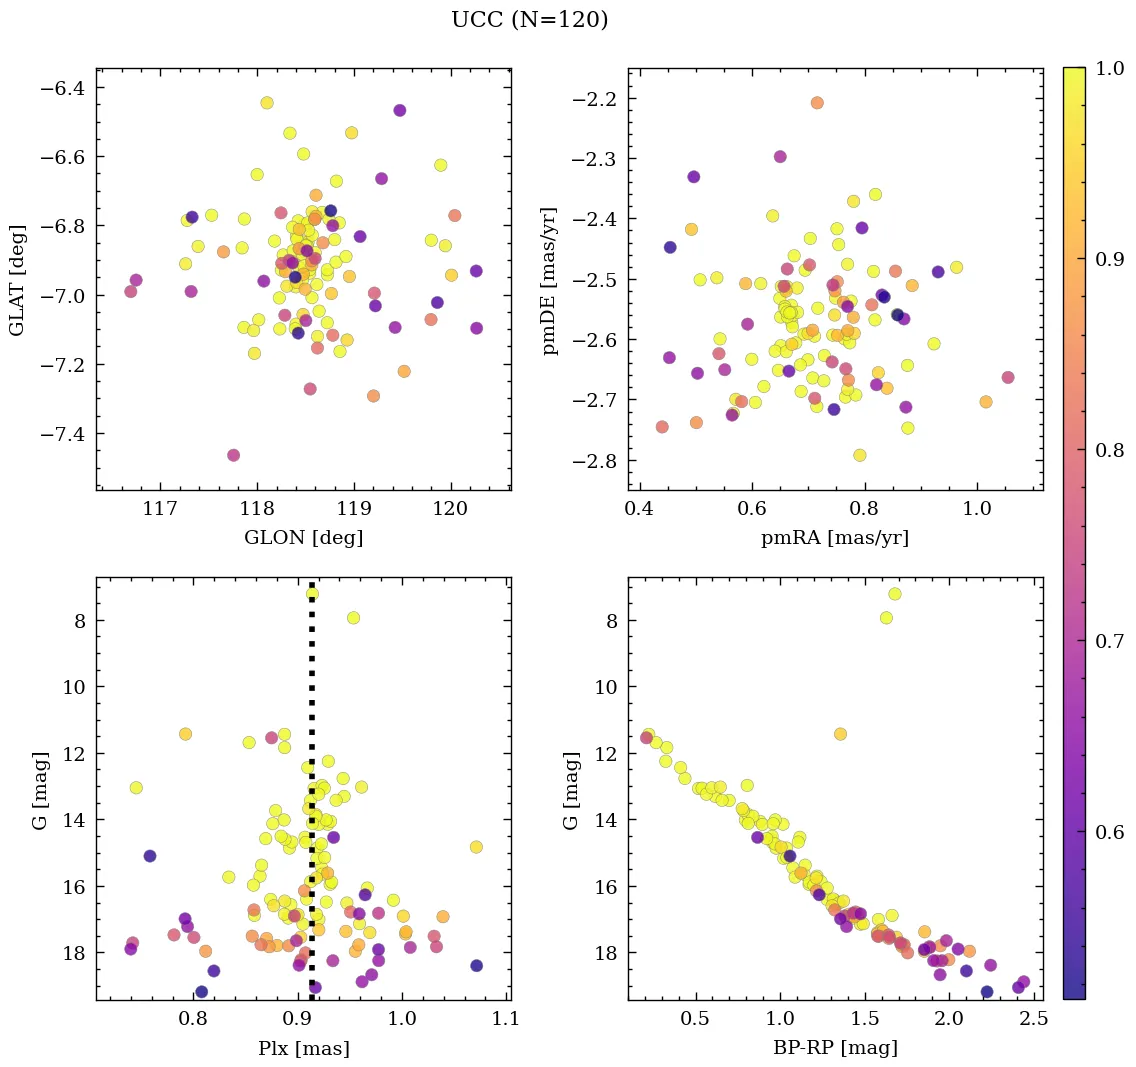 UCC (N=120)
−6.4
−6.6
−6.8
−7.0
−7.2
−7.4
GLAT [deg]
117 118 119 120
GLON [deg]
−2.2
−2.3
−2.4
−2.5
−2.6
−2.7
−2.8
pmDE [mas/yr]
0.4 0.6 0.8 1.0
pmRA [mas/yr]
8
10
12
14
16
18
G [mag]
0.8 0.9 1.0 1.1
Plx [mas]
8
10
12
14
16
18
G [mag]
0.5 1.0 1.5 2.0 2.5
BP-RP [mag]
1.0
0.9
0.8
0.7
0.6